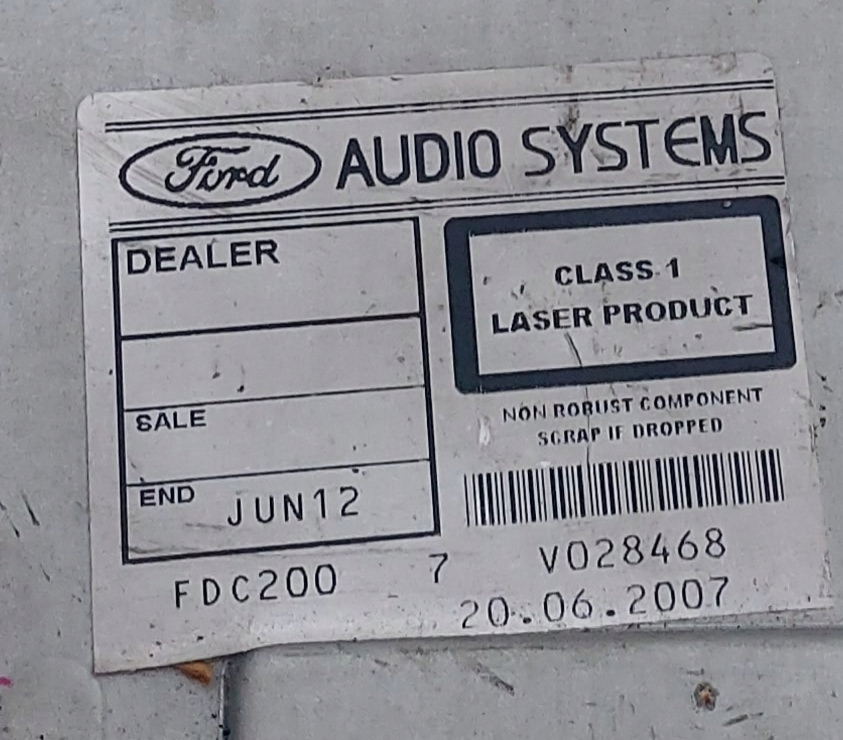 Ford AUDIO SYSTEMS
DEALER
SALE
END JUN12
CLASS 1
LASER PRODUCT
NON ROBUST COMPONENT
SCRAP IF DROPPED
FDC200 7 V028468
20.06.2007